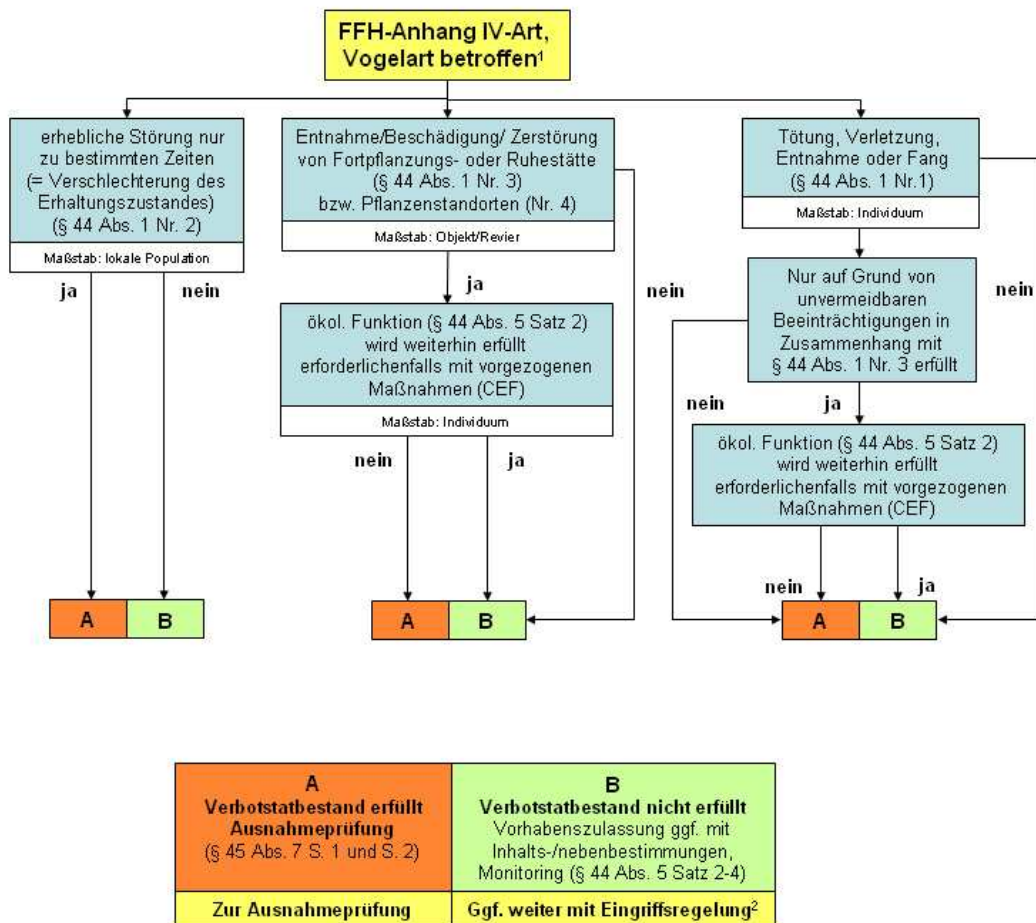 FFH-Anhang IV-Art,
Vogelart betroffen¹
erhebliche Störung nur
zu bestimmten Zeiten
(= Verschlechterung des
Erhaltungszustandes)
(§ 44 Abs. 1 Nr. 2)
Maßstab: lokale Population
ja
nein
Entnahme/Beschädigung/ Zerstörung
von Fortpflanzungs- oder Ruhestätte
(§ 44 Abs. 1 Nr. 3)
bzw. Pflanzenstandorten (Nr. 4)
Maßstab: Objekt/Revier
ja
nein
ökol. Funktion (§ 44 Abs. 5 Satz 2)
wird weiterhin erfüllt
erforderlichenfalls mit vorgezogenen
Maßnahmen (CEF)
Maßstab: Individuum
nein
ja
Tötung, Verletzung,
Entnahme oder Fang
(§ 44 Abs. 1 Nr.1)
Maßstab: Individuum
nein
Nur auf Grund von
unvermeidbaren
Beeinträchtigungen in
Zusammenhang mit
§ 44 Abs. 1 Nr. 3 erfüllt
nein
ja
ökol. Funktion (§ 44 Abs. 5 Satz 2)
wird weiterhin erfüllt
erforderlichenfalls mit vorgezogenen
Maßnahmen (CEF)
nein
ja
A B
A B
A B
A
Verbotstatbestand erfüllt
Ausnahmeprüfung
(§ 45 Abs. 7 S. 1 und S. 2)
Zur Ausnahmeprüfung
B
Verbotstatbestand nicht erfüllt
Vorhabenszulassung ggf. mit
Inhalts-/nebenbestimmungen,
Monitoring (§ 44 Abs. 5 Satz 2-4)
Ggf. weiter mit Eingriffsregelung²